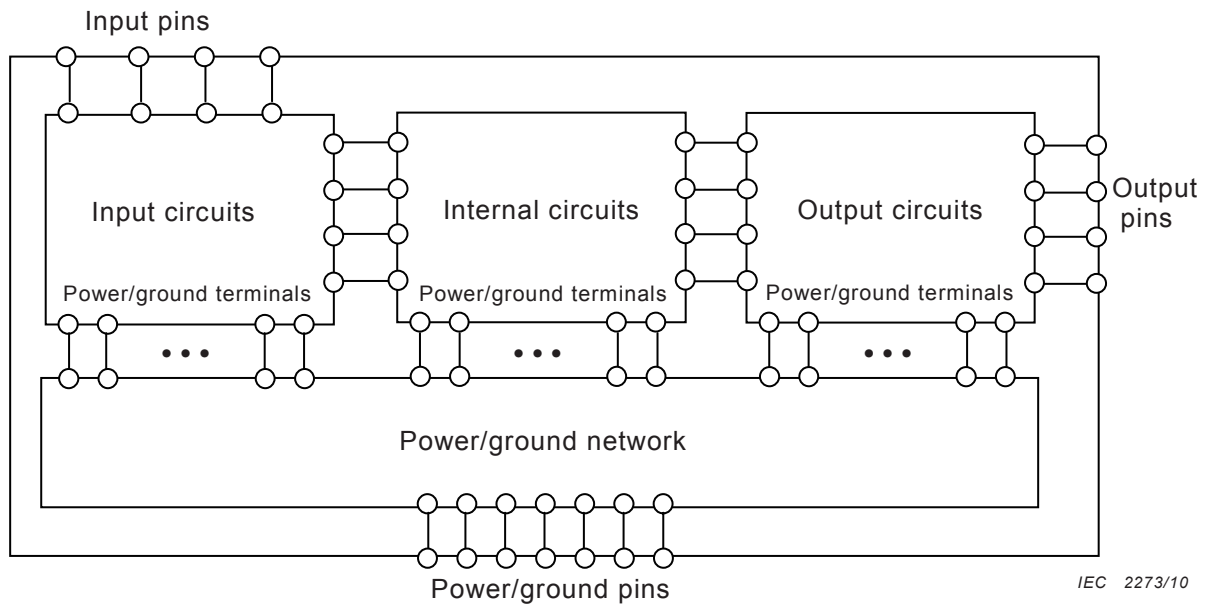 Input pins
Input circuits
Internal circuits
Output circuits
Output
pins
Power/ground terminals
Power/ground terminals
Power/ground terminals
Power/ground network
Power/ground pins
IEC 2273/10